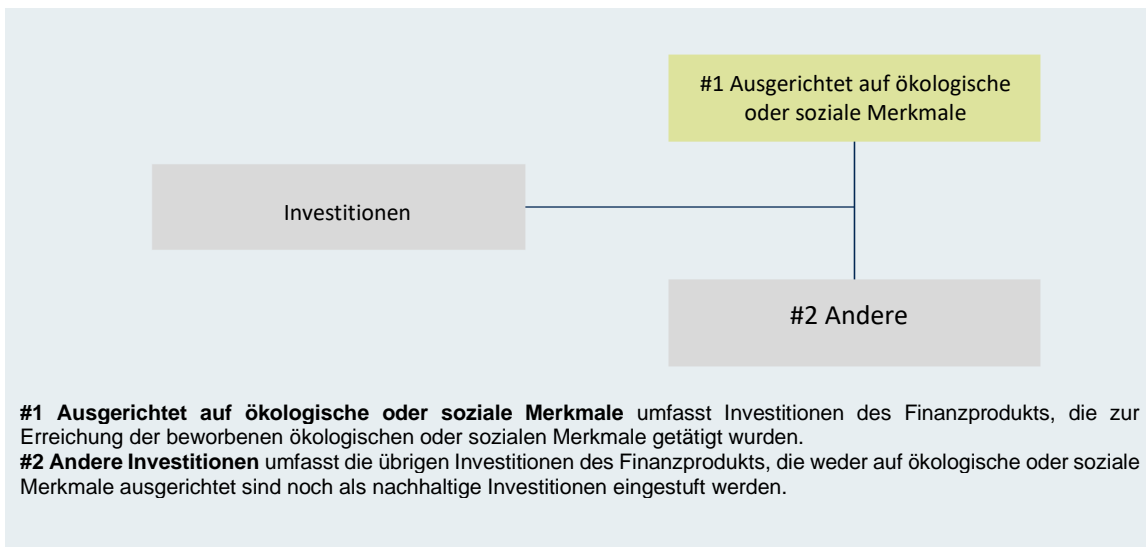 #1 Ausgerichtet auf ökologische
oder soziale Merkmale
Investitionen
#2 Andere
#1 Ausgerichtet auf ökologische oder soziale Merkmale umfasst Investitionen des Finanzprodukts, die zur
Erreichung der beworbenen ökologischen oder sozialen Merkmale getätigt wurden.
#2 Andere Investitionen umfasst die übrigen Investitionen des Finanzprodukts, die weder auf ökologische oder soziale
Merkmale ausgerichtet sind noch als nachhaltige Investitionen eingestuft werden.